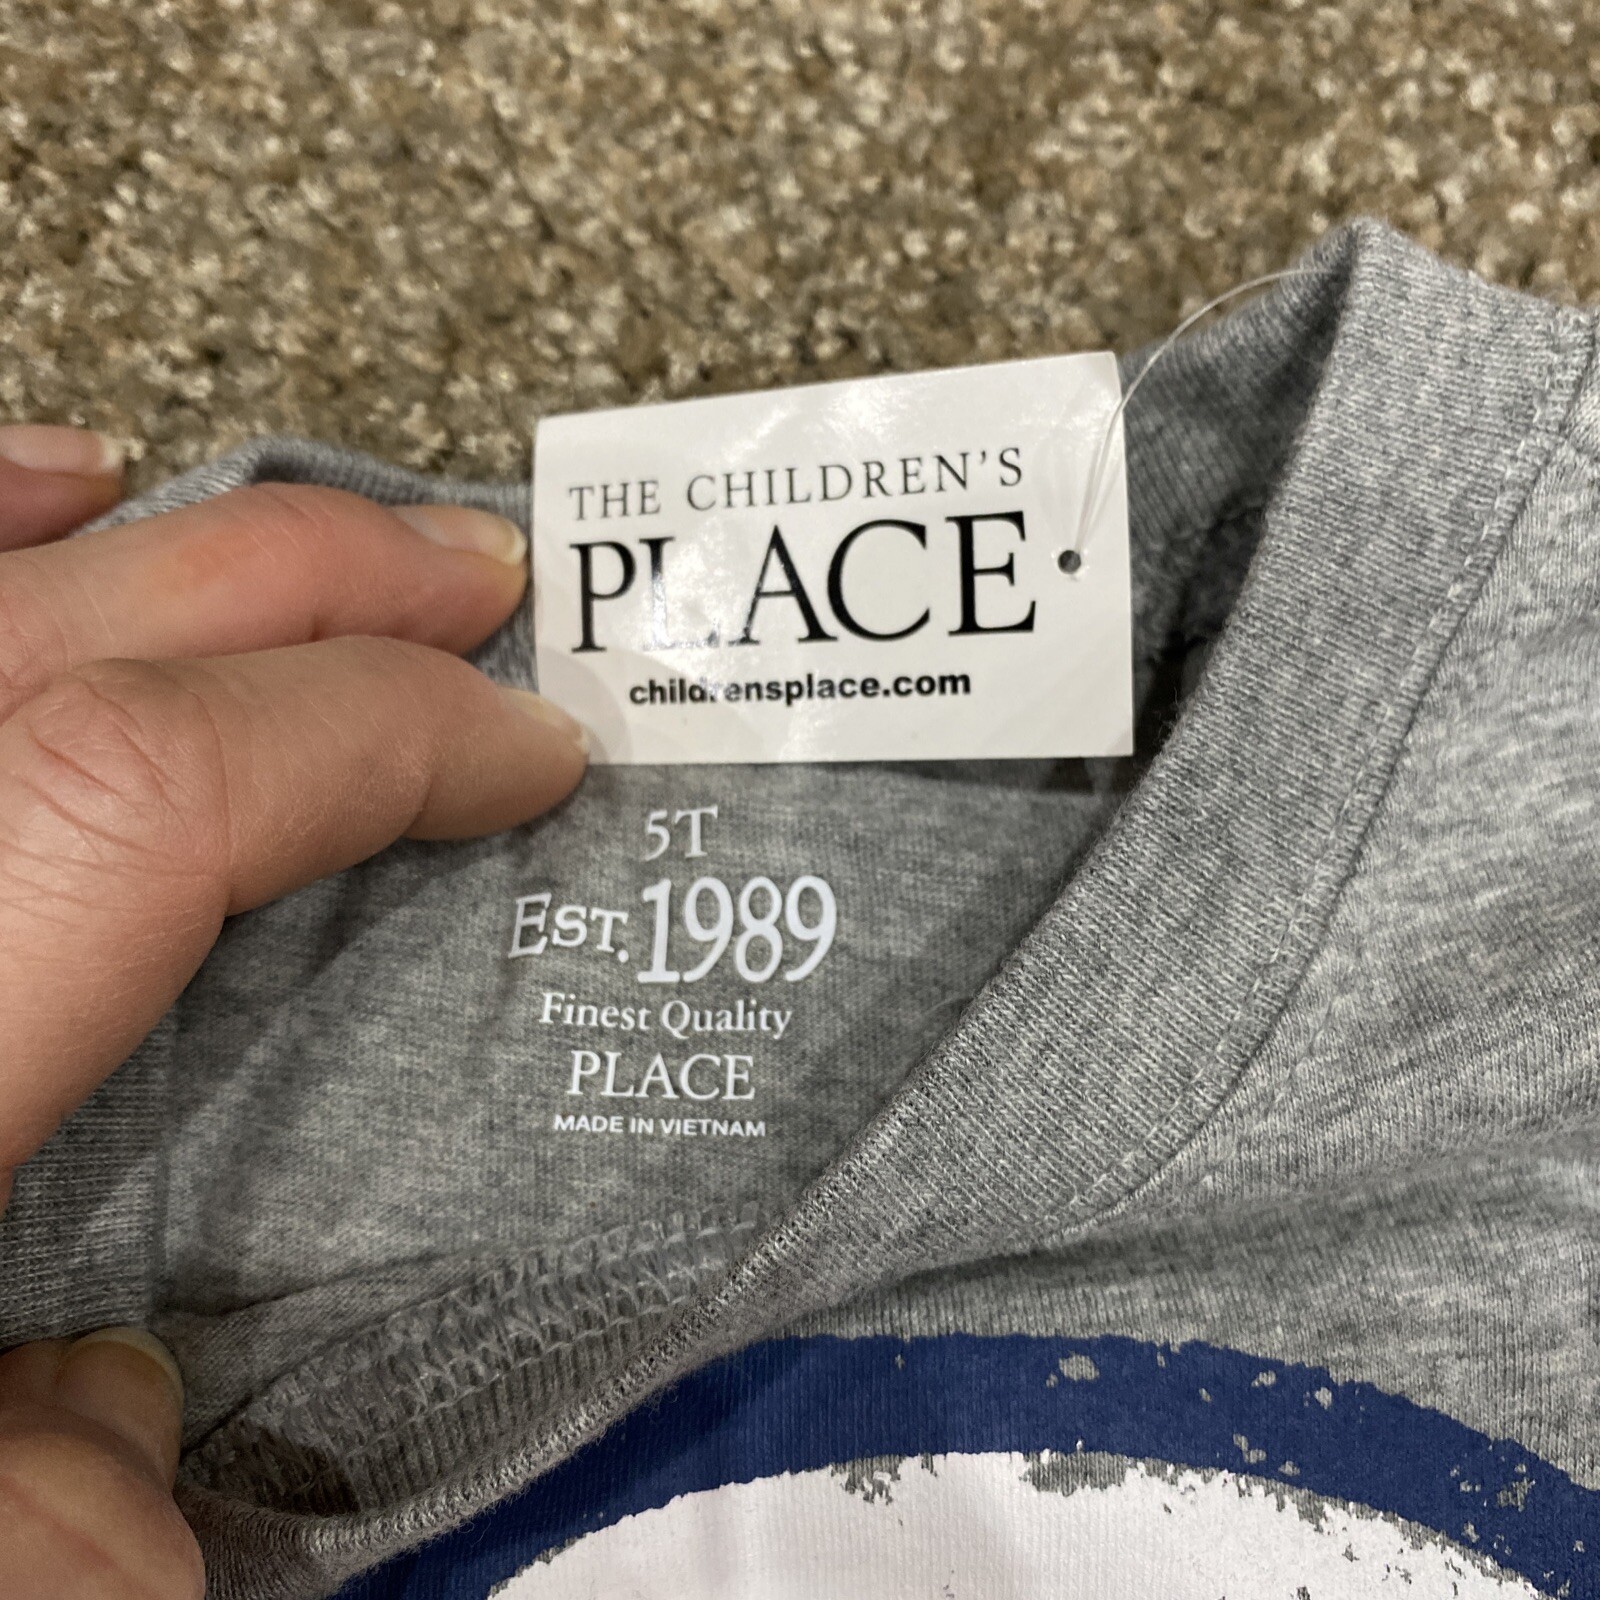 THE CHILDREN'S
PLACE
childrensplace.com
5T
EST. 1989
Finest Quality
PLACE
MADE IN VIETNAM